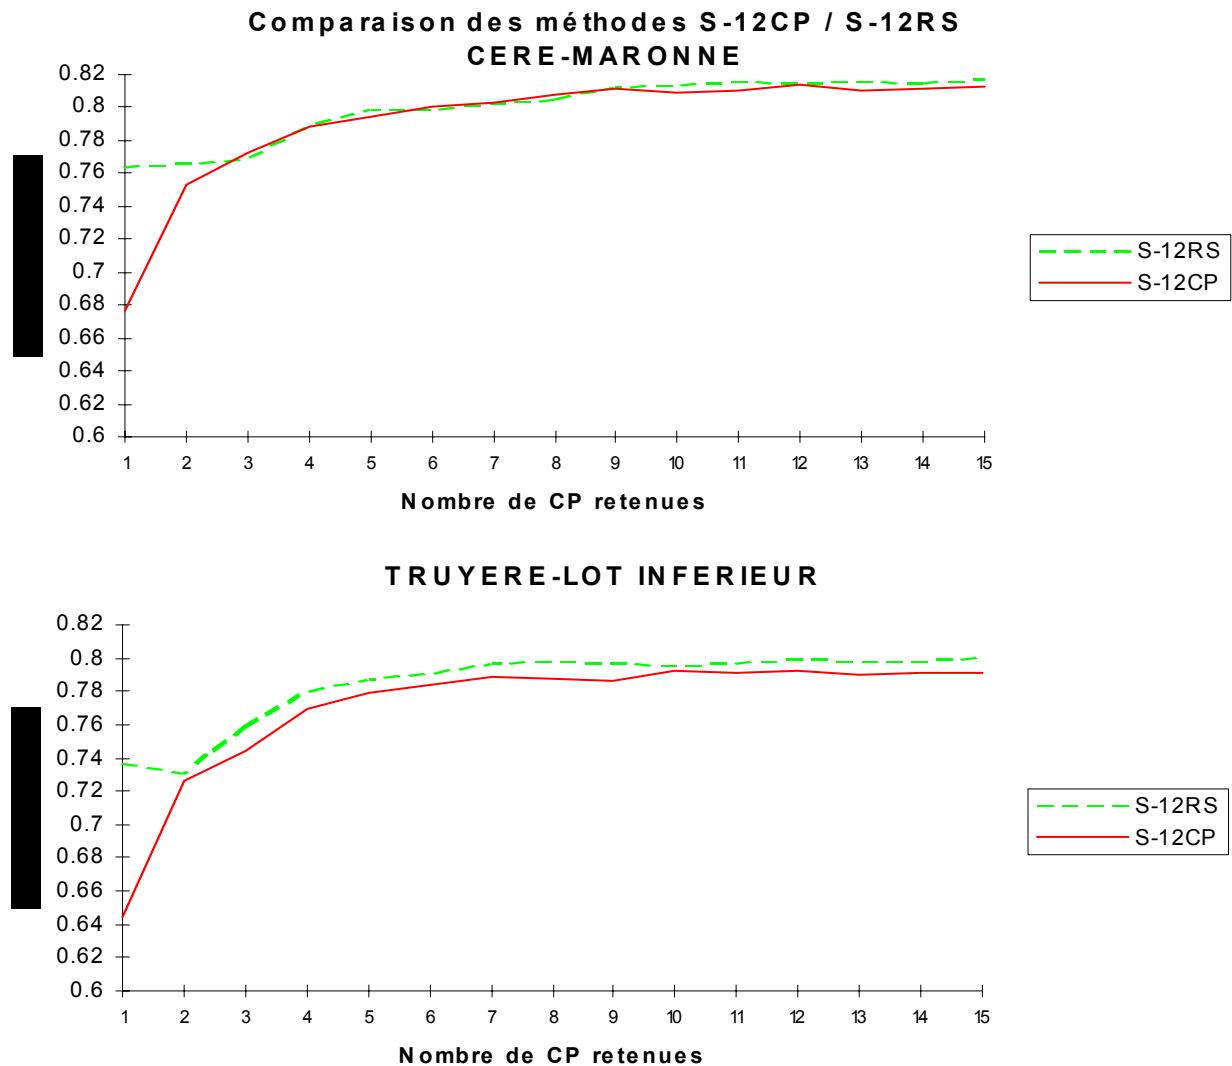 Comparaison des méthodes S-12CP / S-12RS
CERE-MARONNE
0.82
0.8
0.78
0.76
0.74
0.72
0.7
0.68
0.66
0.64
0.62
0.6
1 2 3 4 5 6 7 8 9 10 11 12 13 14 15
Nombre de CP retenues
S-12RS
S-12CP
TRUYERE-LOT INFERIEUR
0.82
0.8
0.78
0.76
0.74
0.72
0.7
0.68
0.66
0.64
0.62
0.6
1 2 3 4 5 6 7 8 9 10 11 12 13 14 15
Nombre de CP retenues
S-12RS
S-12CP